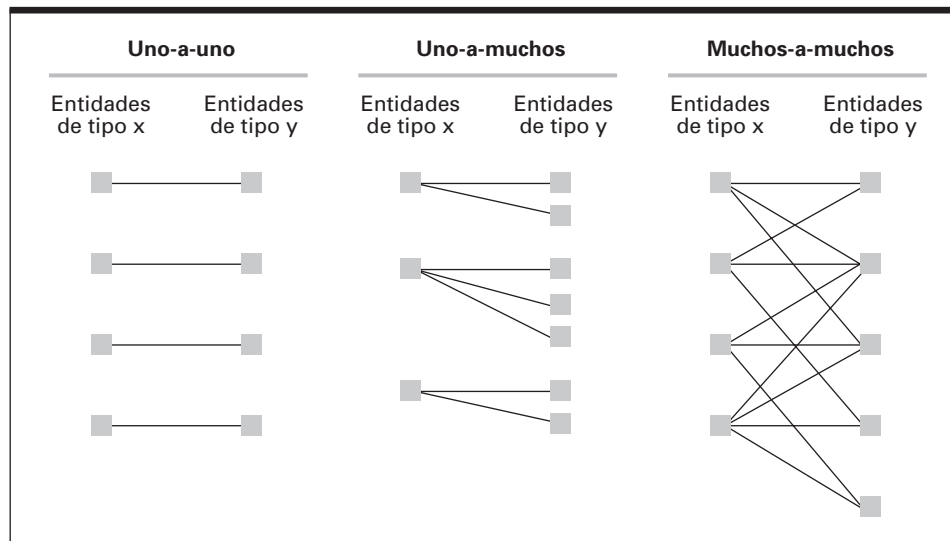 Uno-a-uno
Uno-a-muchos
Muchos-a-muchos
Entidades
de tipo x
Entidades
de tipo y
Entidades
de tipo x
Entidades
de tipo y
Entidades
de tipo x
Entidades
de tipo y